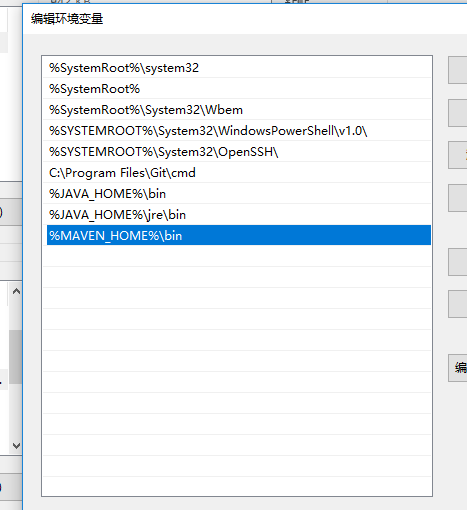 编辑环境变量
%SystemRoot%\system32
%SystemRoot%
%SystemRoot%\System32\Wbem
%SYSTEMROOT%\System32\WindowsPowerShell\v1.0\
%SYSTEMROOT%\System32\OpenSSH\
C:\Program Files\Git\cmd
%JAVA_HOME%\bin
%JAVA_HOME%\jre\bin
%MAVEN_HOME%\bin
编